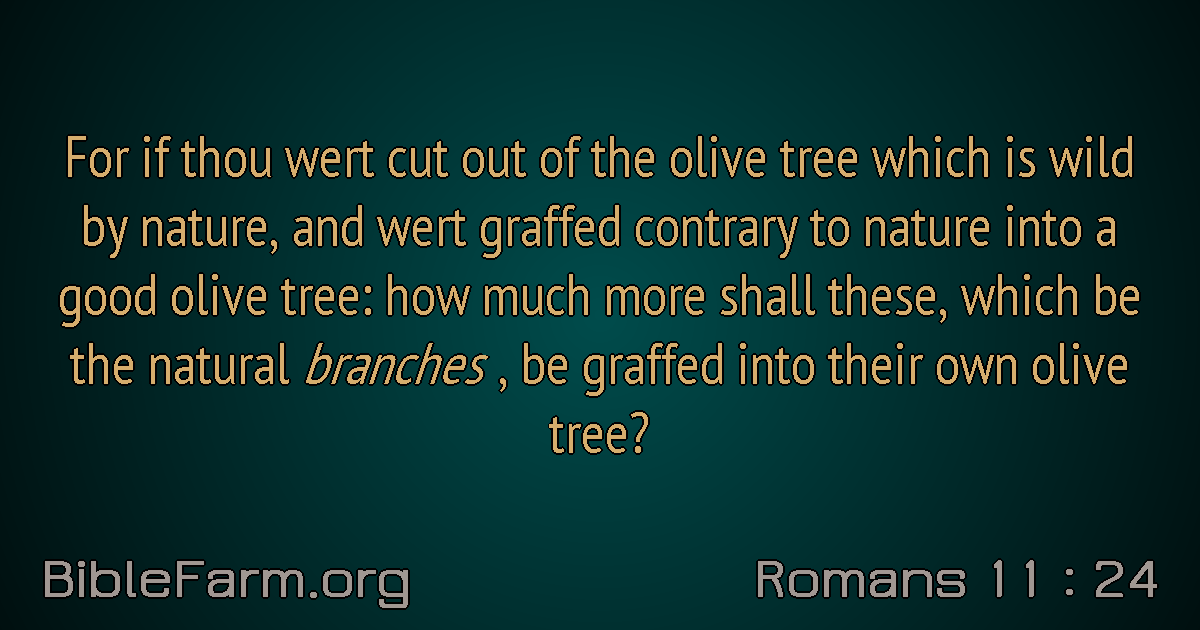 For if thou wert cut out of the olive tree which is wild
by nature, and wert graffed contrary to nature into a
good olive tree: how much more shall these, which be
the natural branches , be graffed into their own olive
tree?
BibleFarm.org
Romans 11 : 24